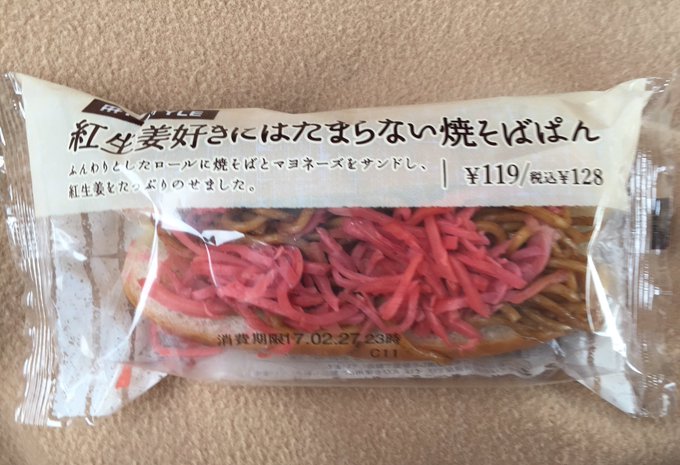 STYLE
紅生姜好きにはたまらない焼そばぱん
ふんわりとしたロールに焼そばとマヨネーズをサンドし、
紅生姜をたっぷりのせました。
¥119/税込¥128
消費期限17.02.27.23時
C11